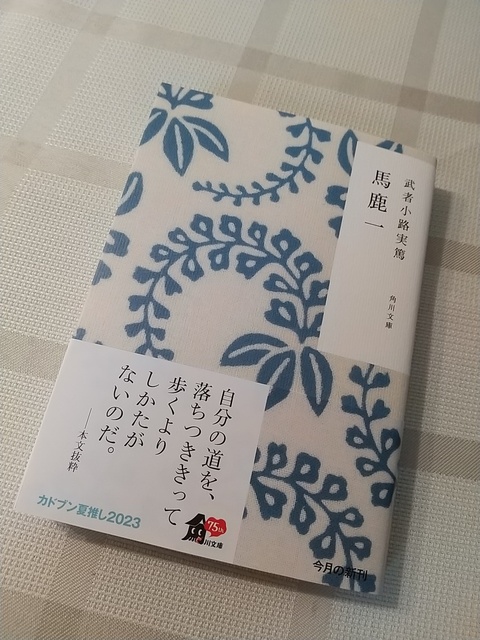 武者小路実篤
馬鹿一
角川文庫
自分の道を、
落ちつききって
歩くより
しかたが
ないのだ。
──本文抜粋
カドブン夏推し2023
75th
角川文庫
今月の新刊